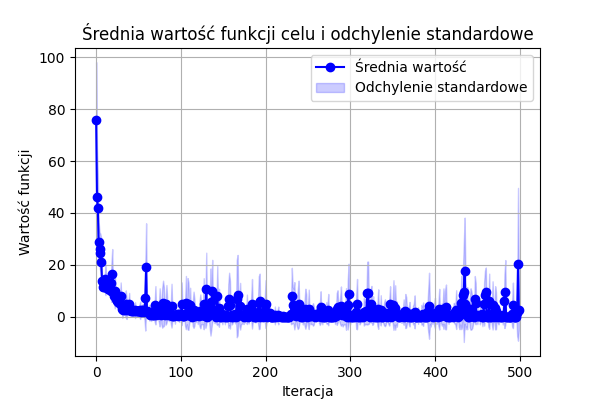 Średnia wartość funkcji celu i odchylenie standardowe
Średnia wartość
Odchylenie standardowe
Wartość funkcji
100
80
60
40
20
0
0 100 200 300 400 500
Iteracja